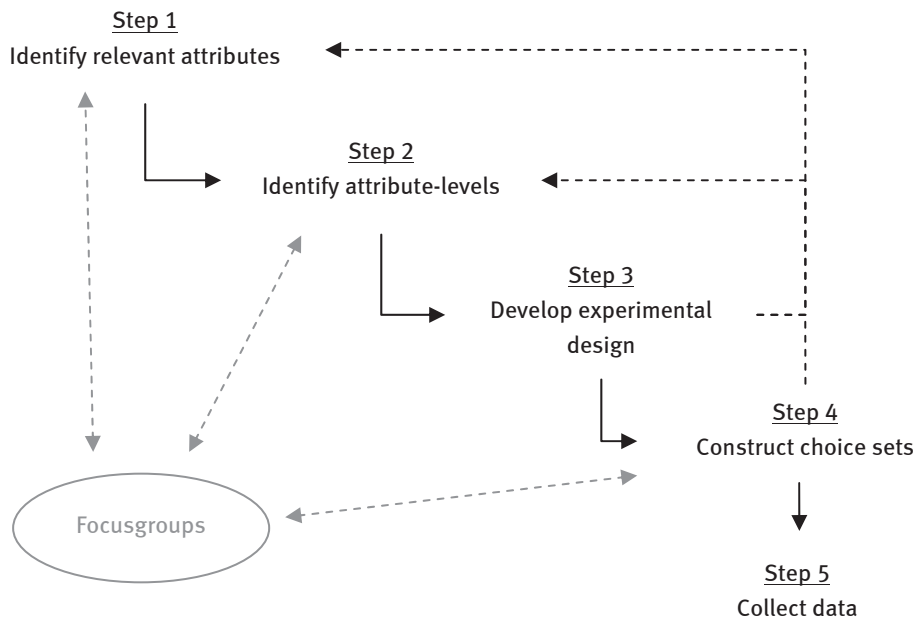 Step 1
Identify relevant attributes
Step 2
Identify attribute-levels
Step 3
Develop experimental
design
Step 4
Construct choice sets
Focusgroups
Step 5
Collect data